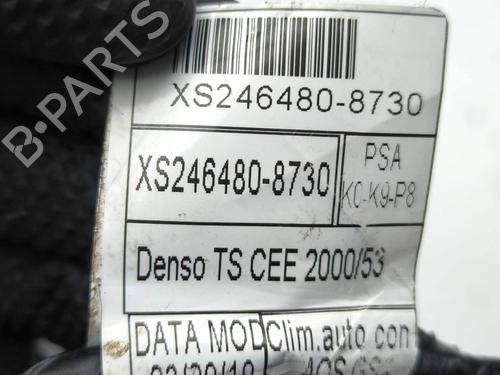 B-PARTS
XS246480-8730
XS246480-8730
PSA
K0-K9-P8
Denso TS CEE 2000/53
DATA MOD
Clim.auto con